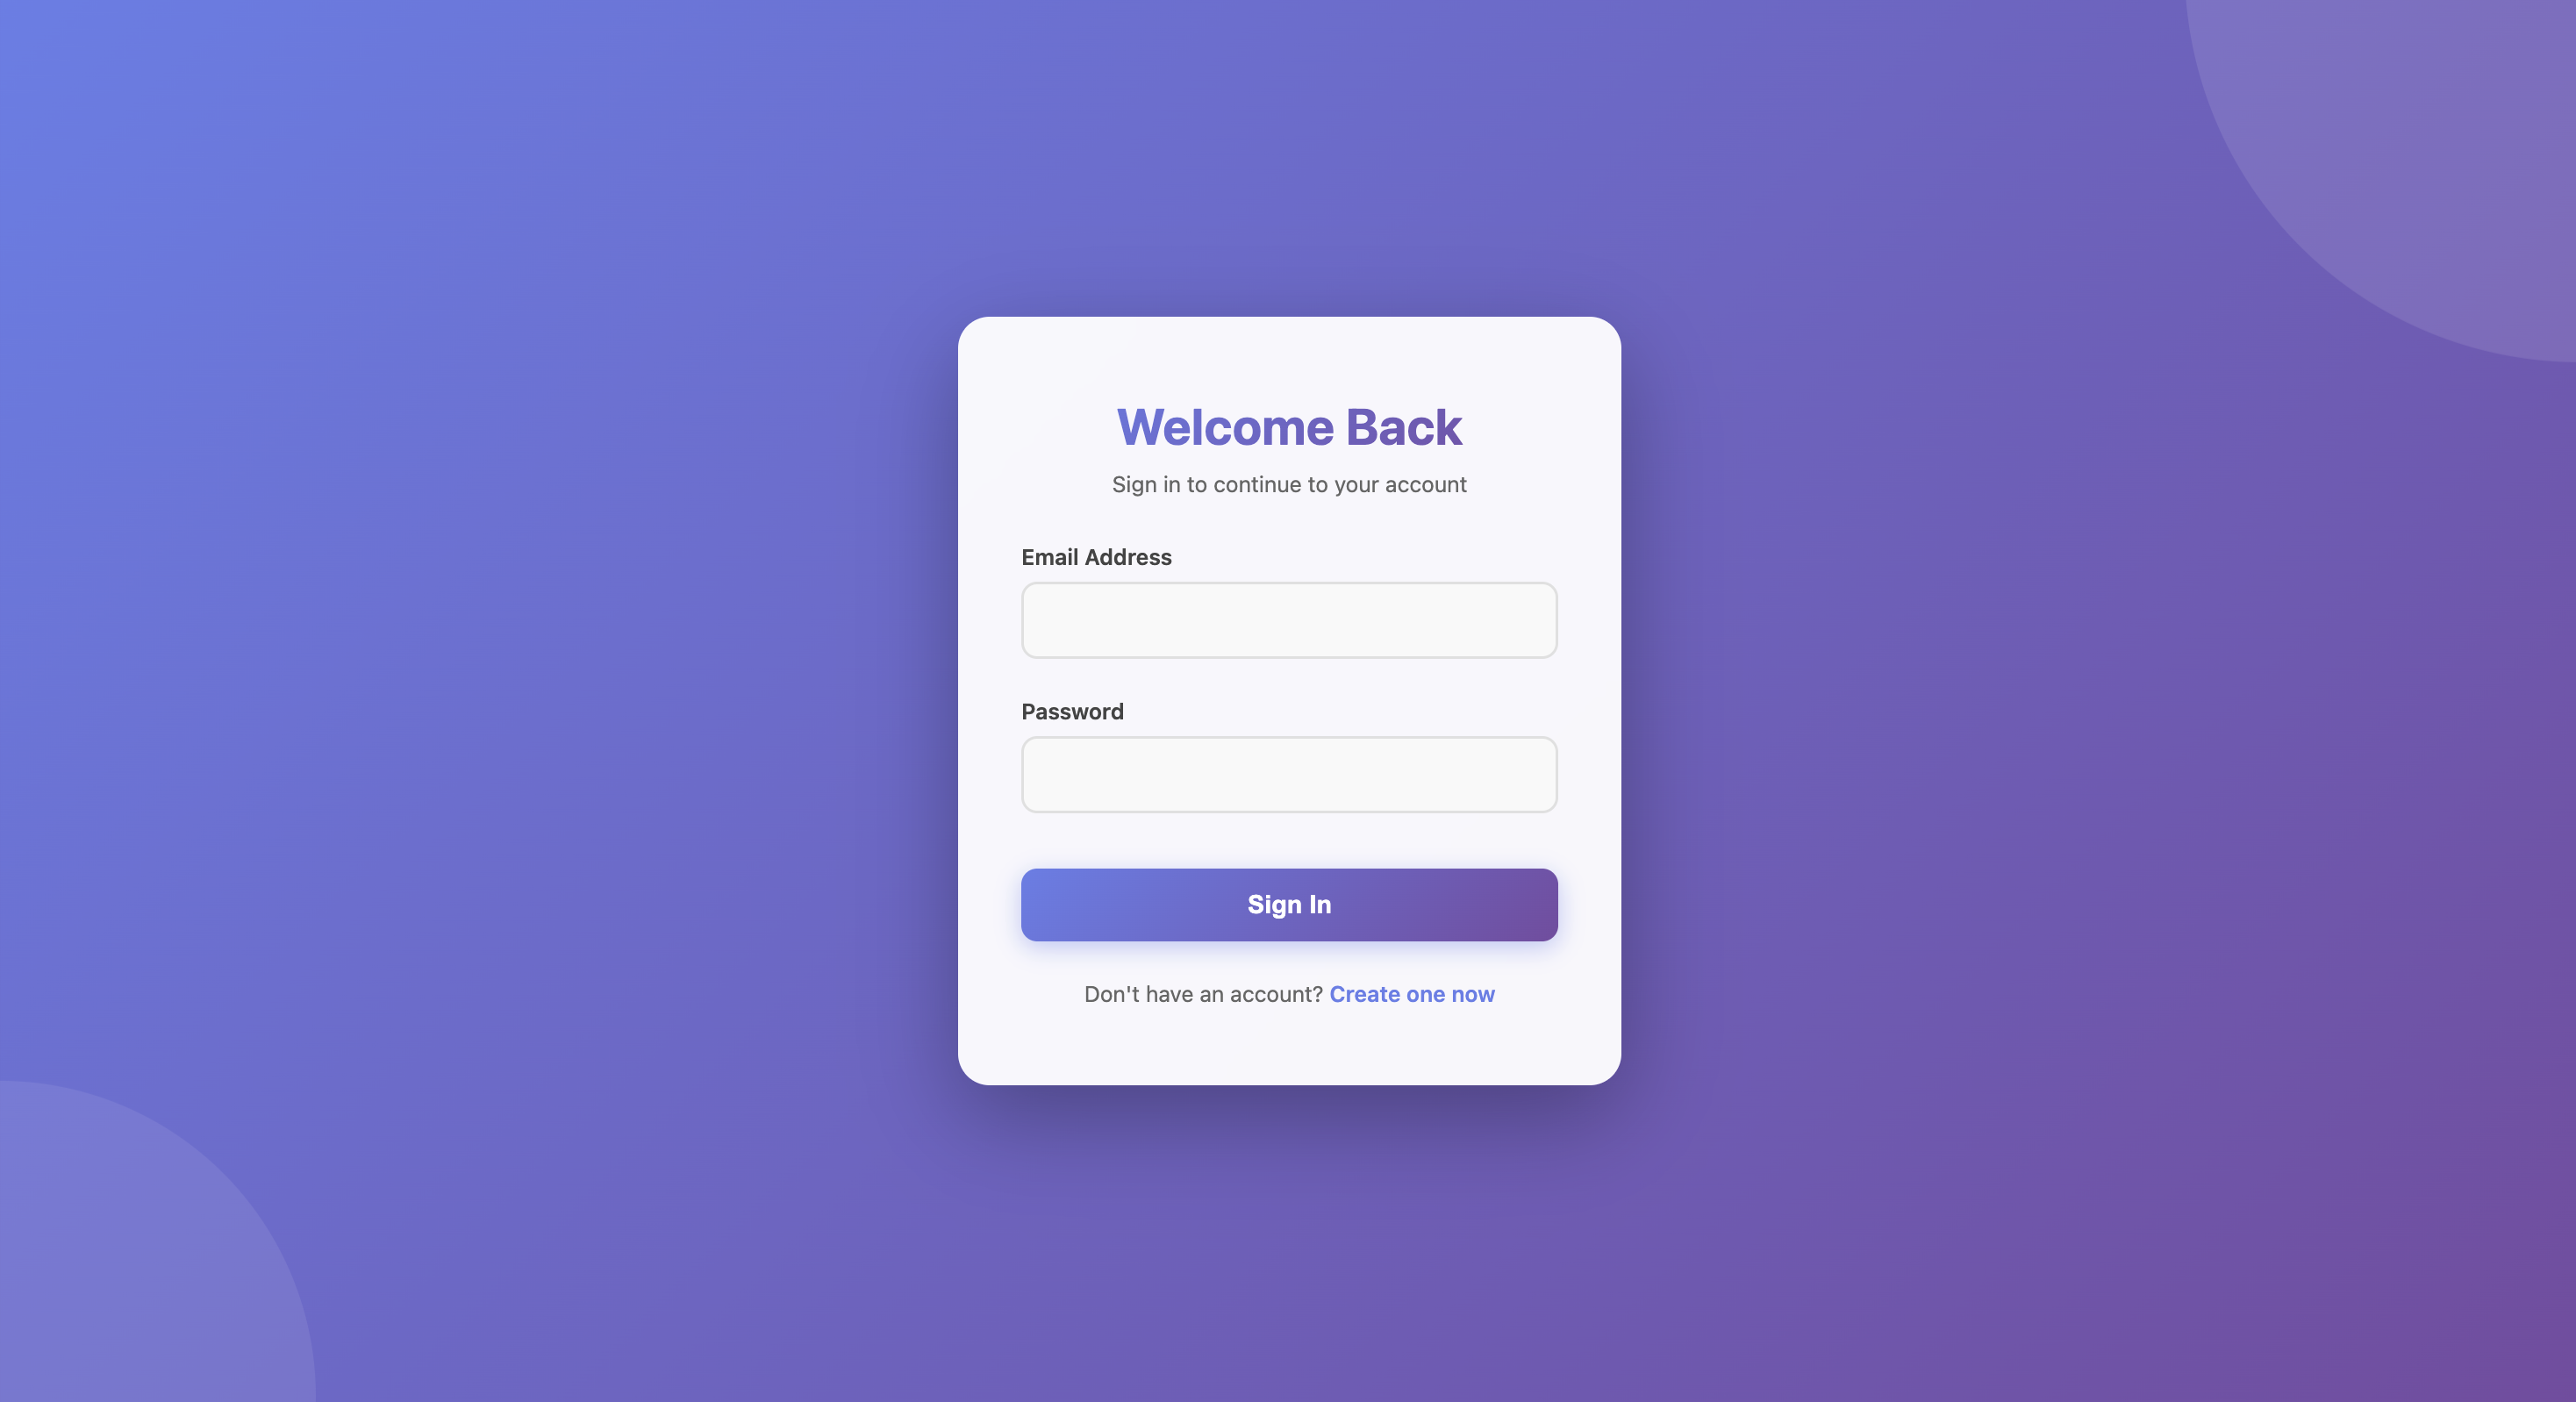 Welcome Back
Sign in to continue to your account
Email Address
Password
Sign In
Don't have an account? Create one now